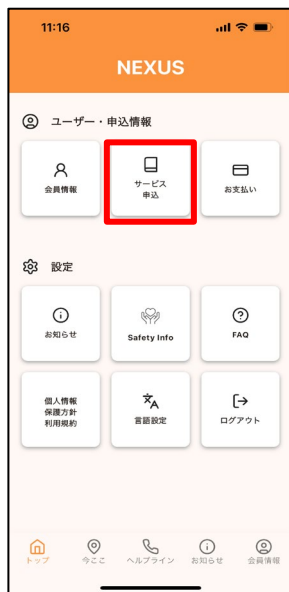 11:16
NEXUS
ユーザー・申込情報
会員情報
サービス
申込
お支払い
設定
お知らせ
Safety Info
FAQ
個人情報
保護方針
利用規約
言語設定
ログアウト
トップ
今ここ
ヘルプライン
お知らせ
会員情報